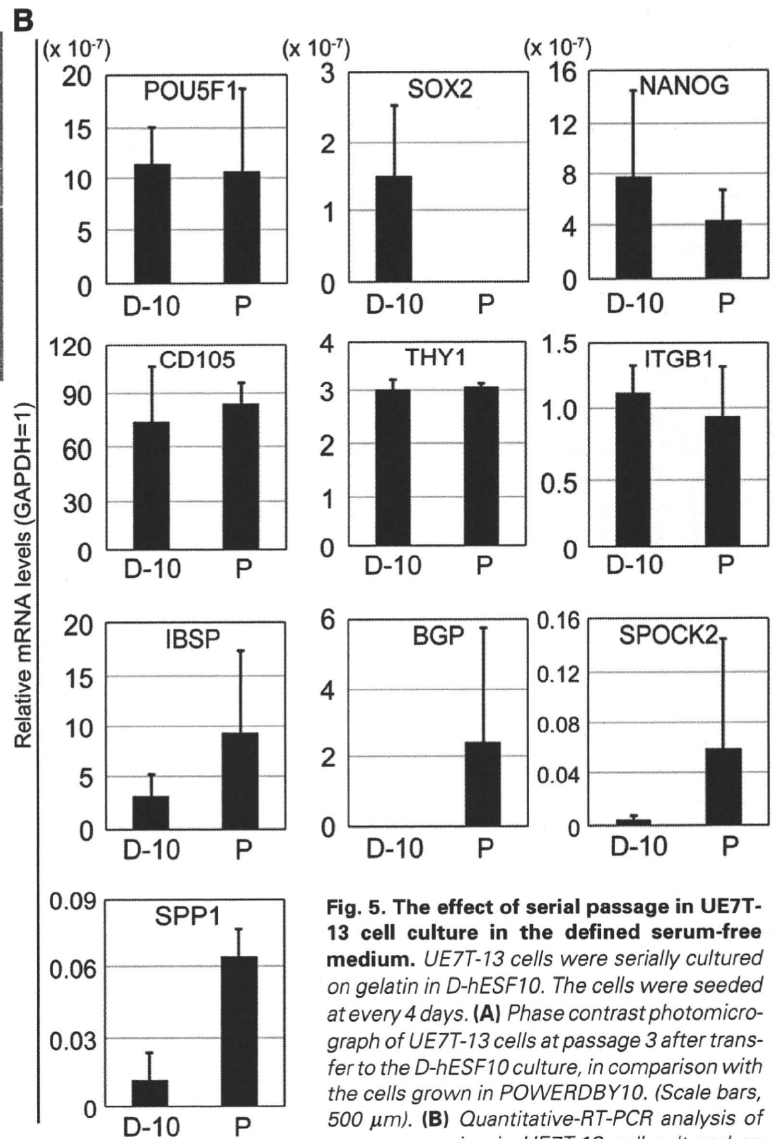 B
(x 10-7)
(x 10-7)
(x 10-7)
Relative mRNA levels (GAPDH=1)
POU5F1
20
15
10
5
0
D-10 P
SOX2
3
2
1
0
D-10 P
NANOG
16
12
8
4
0
D-10 P
CD105
120
90
60
30
0
D-10 P
THY1
4
3
2
1
0
D-10 P
ITGB1
1.5
1.0
0.5
0
D-10 P
IBSP
20
15
10
5
0
D-10 P
BGP
6
4
2
0
D-10 P
SPOCK2
0.16
0.12
0.08
0.04
0
D-10 P
SPP1
0.09
0.06
0.03
0
D-10 P
Fig. 5. The effect of serial passage in UE7T-
13 cell culture in the defined serum-free
medium. UE7T-13 cells were serially cultured
on gelatin in D-hESF10. The cells were seeded
at every 4 days. (A) Phase contrast photomicro-
graph of UE7T-13 cells at passage 3 after trans-
fer to the D-hESF10 culture, in comparison with
the cells grown in POWERDBY10. (Scale bars,
500 μm). (B) Quantitative-RT-PCR analysis of